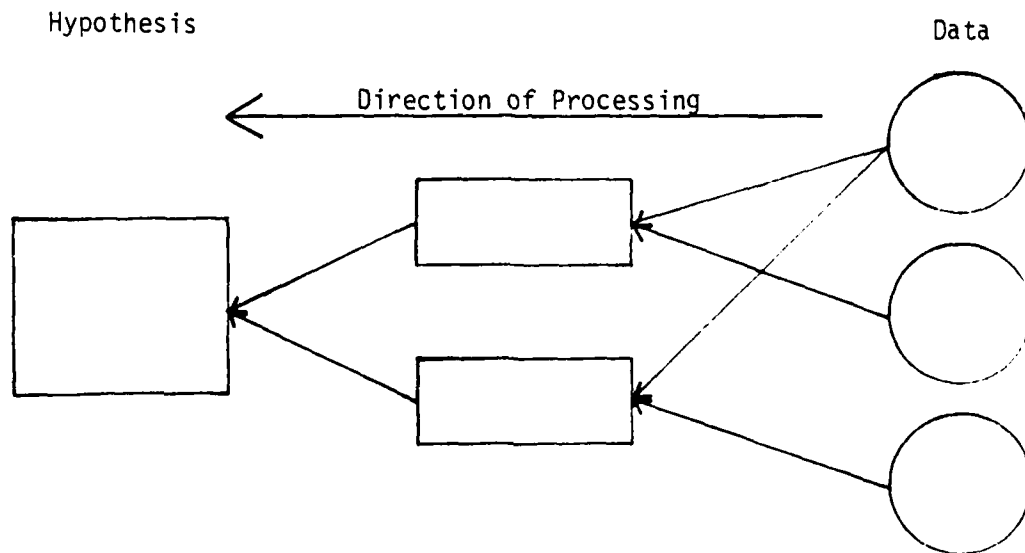 Hypothesis
Data
Direction of Processing